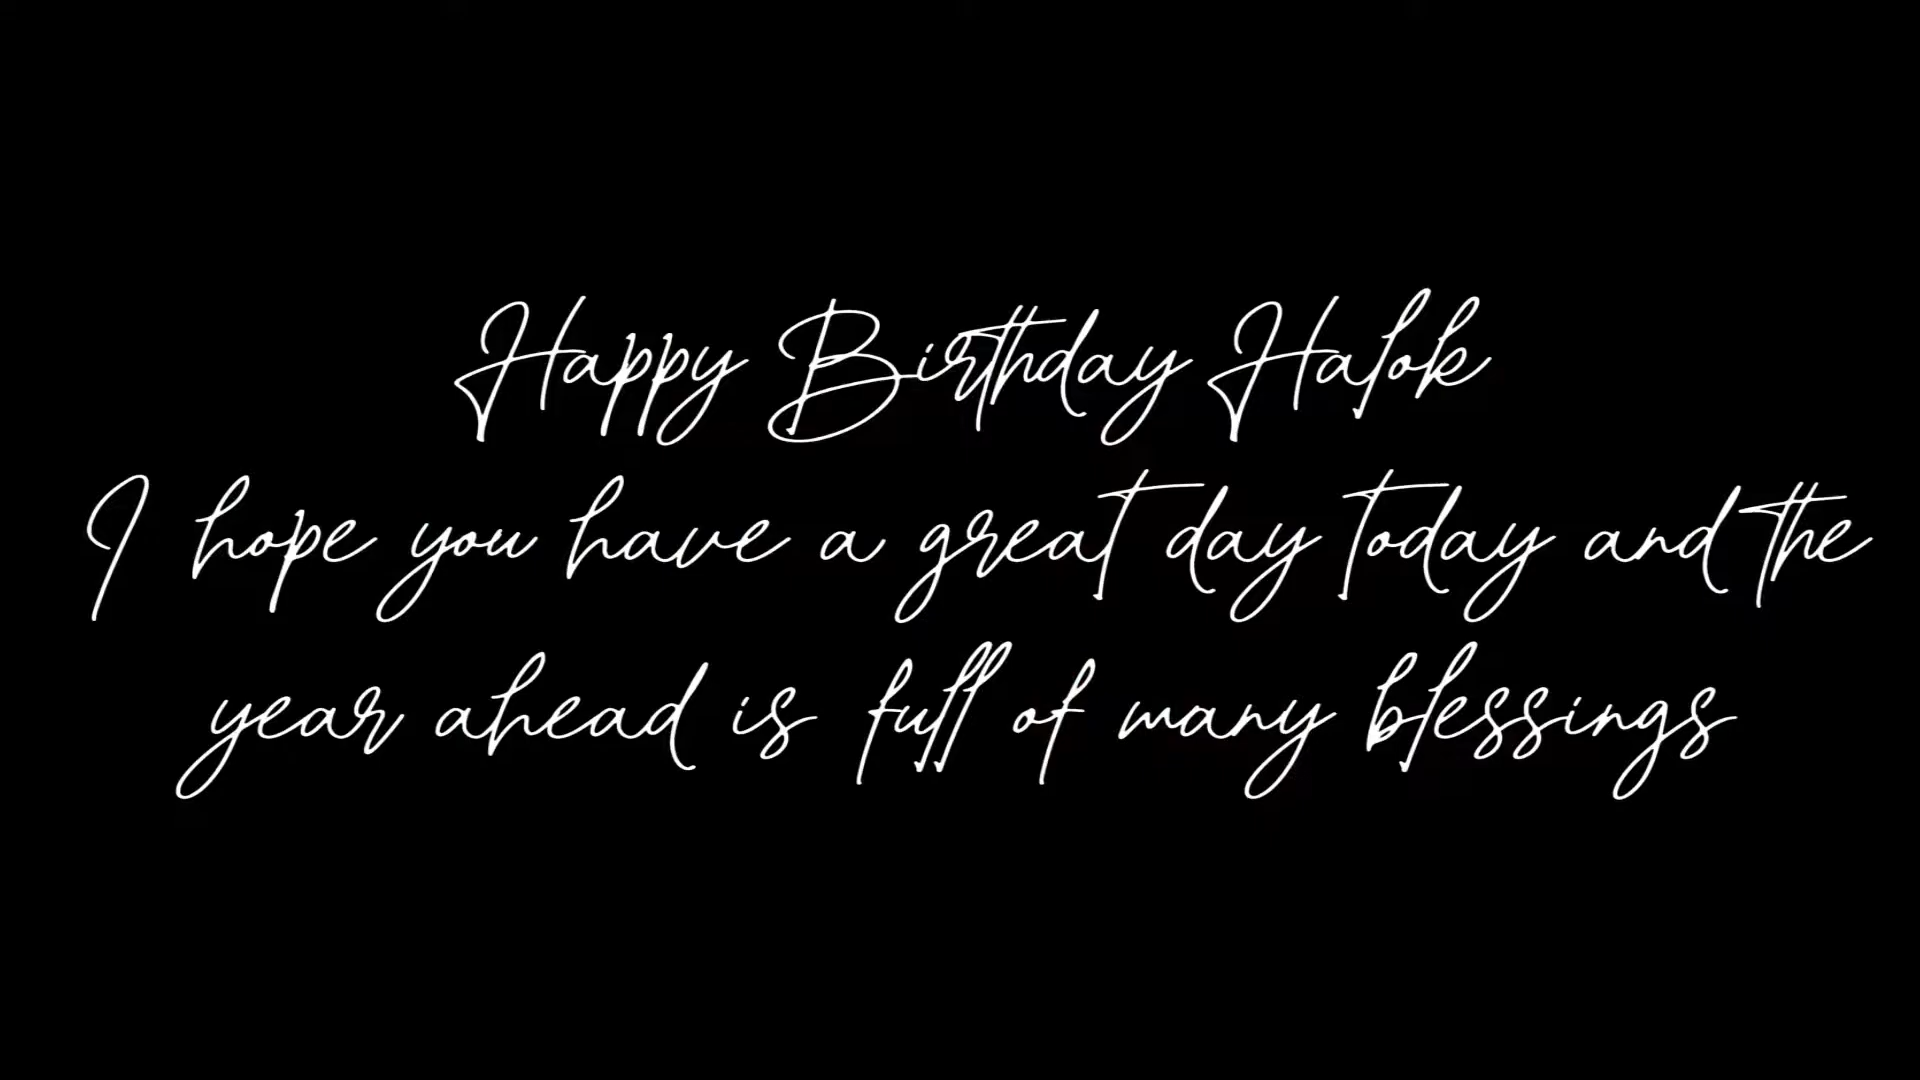 Happy Birthday Halok
I hope you have a great day today and the
year ahead is full of many blessings